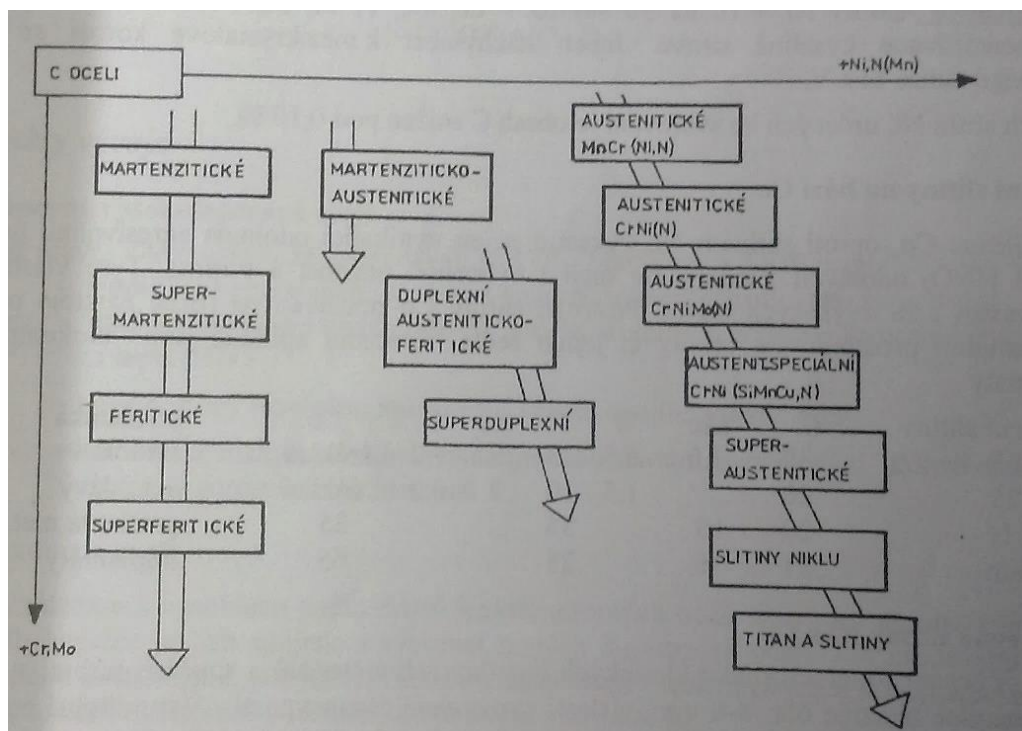 C OCELI
+Ni,N(Mn)
MARTENZITICKÉ
SUPER-
MARTENZITICKÉ
FERITICKÉ
SUPERFERITICKÉ
+Cr,Mo
MARTENZITICKO-
AUSTENITICKÉ
DUPLEXNÍ
AUSTENITICKO-
FERITICKÉ
SUPERDUPLEXNÍ
AUSTENITICKÉ
MnCr(Ni,N)
AUSTENITICKÉ
CrNi(N)
AUSTENITICKÉ
CrNiMo(N)
AUSTENIT.SPECIÁLNÍ
CrNi(SiMnCu,N)
SUPER-
AUSTENITICKÉ
SLITINY NIKLU
TITAN A SLITINY